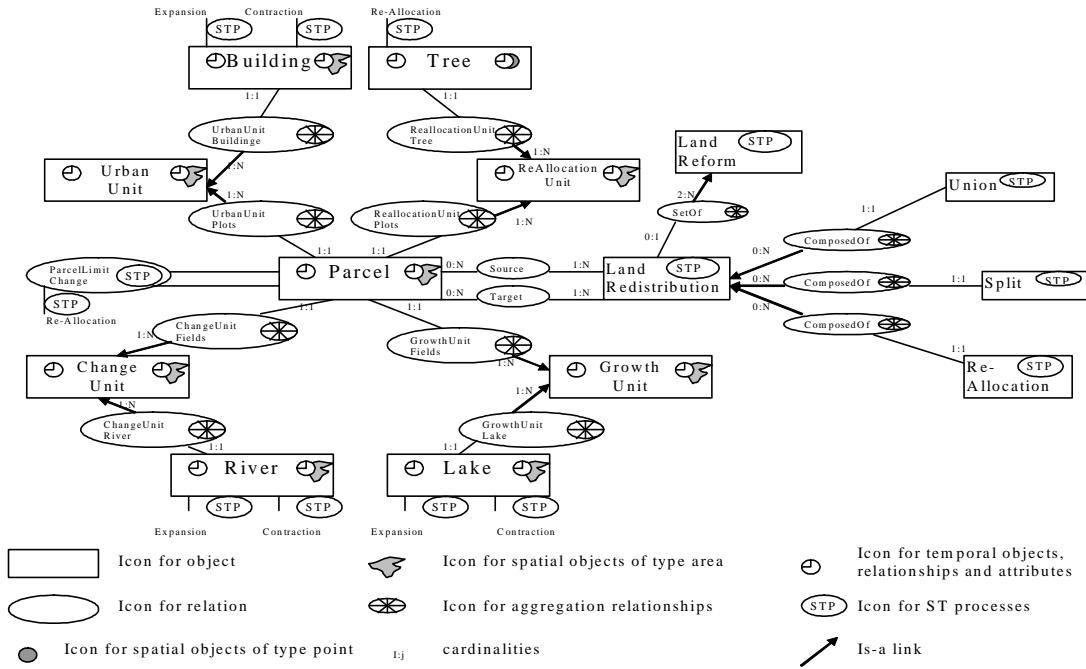 Expansion
Contraction
Re-Allocation
STP
STP
STP
Building
Tree
1:1
1:1
UrbanUnit
Buildinge
ReallocationUnit
Tree
Land
Reform
STP
1:N
1:N
Urban
Unit
ReAllocation
Unit
Union
STP
2:N
1:N
UrbanUnit
Plots
ReallocationUnit
Plots
1:N
SetOf
1:1
ComposedOf
0:1
1:1
1:1
0:N
ParcelLimit
Change
STP
Parcel
0:N
Source
1:N
Land
Redistribution
STP
0:N
ComposedOf
1:1
Split
STP
0:N
Target
1:N
STP
Re-Allocation
1:1
1:1
0:N
ComposedOf
ChangeUnit
Fields
1:N
GrowthUnit
Fields
1:N
1:1
Change
Unit
Growth
Unit
Re-
Allocation
STP
1:N
1:N
ChangeUnit
River
GrowthUnit
Lake
1:1
1:1
River
Lake
STP
STP
STP
STP
Expansion
Contraction
Expansion
Contraction
Icon for object
Icon for spatial objects of type area
Icon for temporal objects,
relationships and attributes
Icon for relation
Icon for aggregation relationships
STP
Icon for ST processes
Icon for spatial objects of type point
I:j
cardinalities
Is-a link